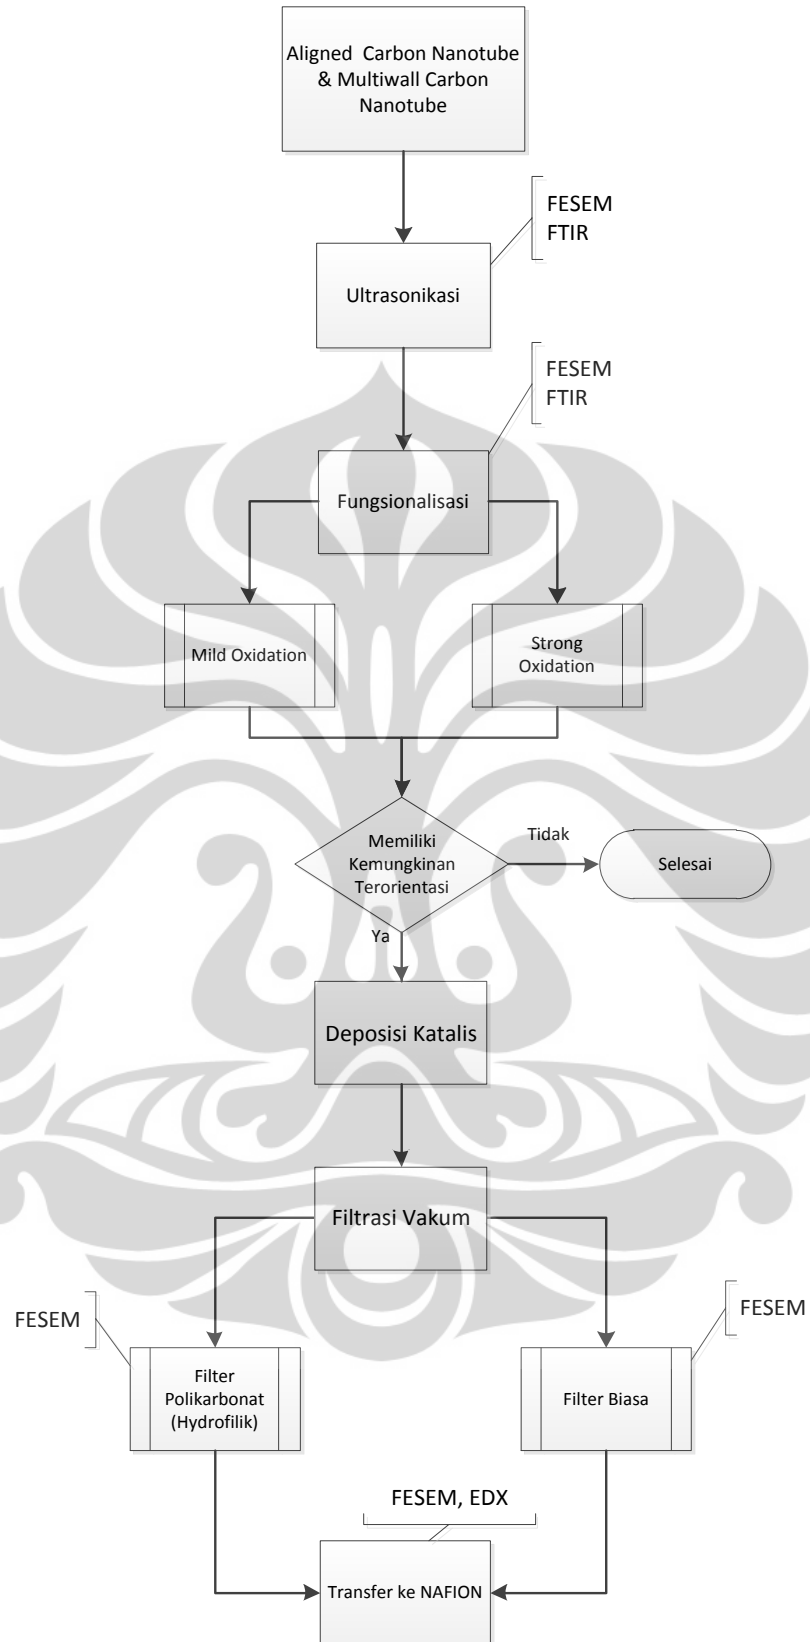 Aligned Carbon Nanotube
& Multiwall Carbon
Nanotube
FESEM
FTIR
Ultrasonikasi
FESEM
FTIR
Fungsionalisasi
Mild Oxidation
Strong
Oxidation
Memiliki
Kemungkinan
Terorientasi
Tidak
Selesai
Ya
Deposisi Katalis
Filtrasi Vakum
FESEM
FESEM
Filter
Polikarbonat
(Hydrofilik)
Filter Biasa
FESEM, EDX
Transfer ke NAFION